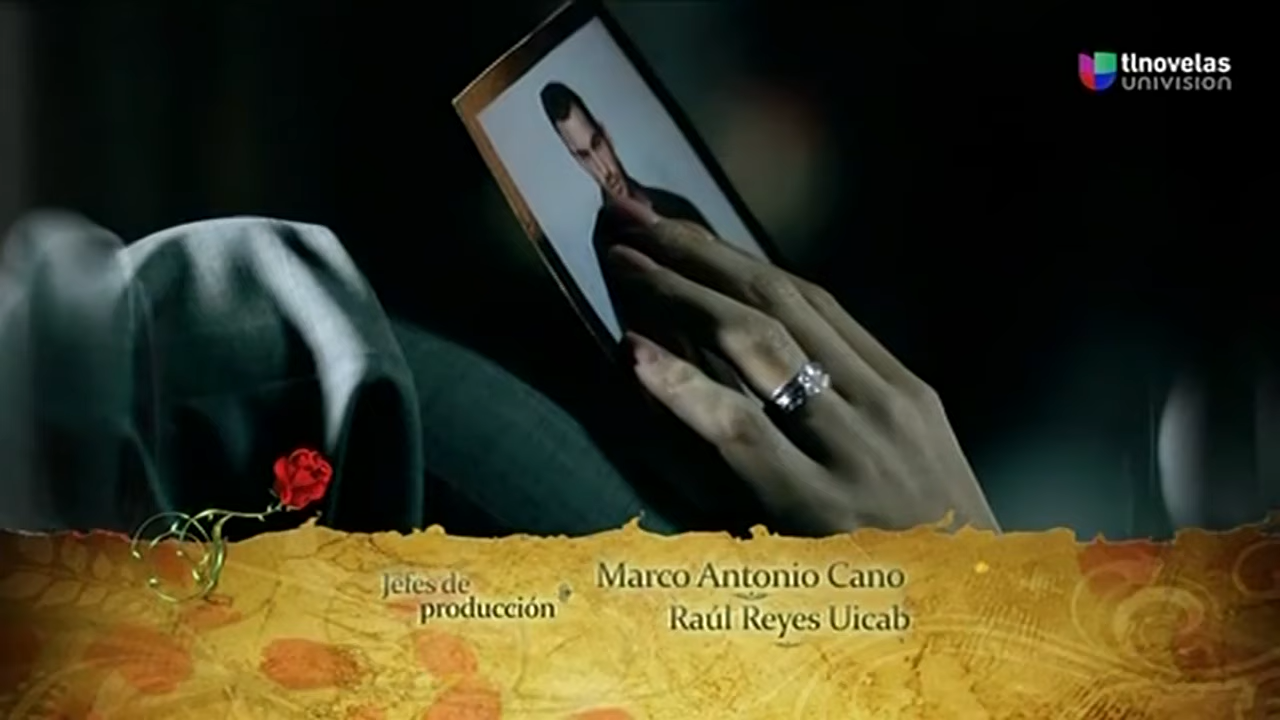 tlnovelas
UNIVISION
Jefes de
producción
Marco Antonio Cano
Raúl Reyes Uicab